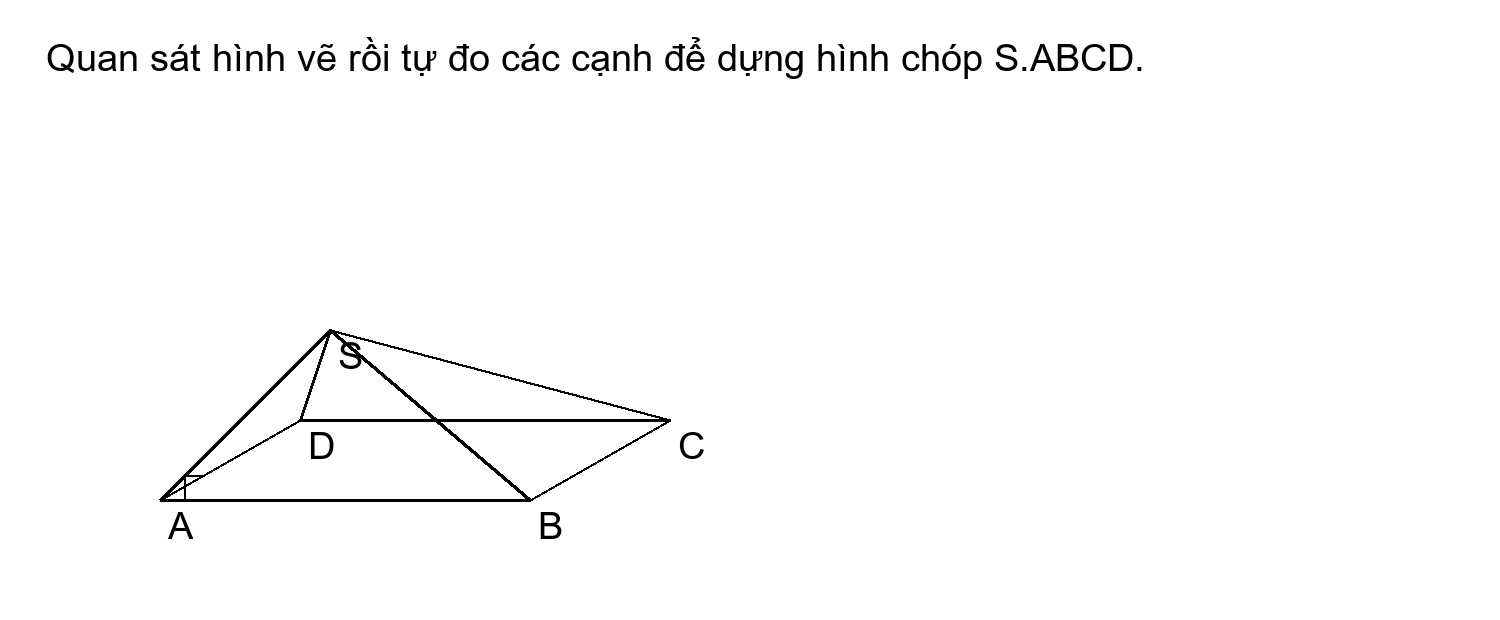 Quan sát hình vẽ rồi tự đo các cạnh để dựng hình chóp S.ABCD.
S
D
C
A
B